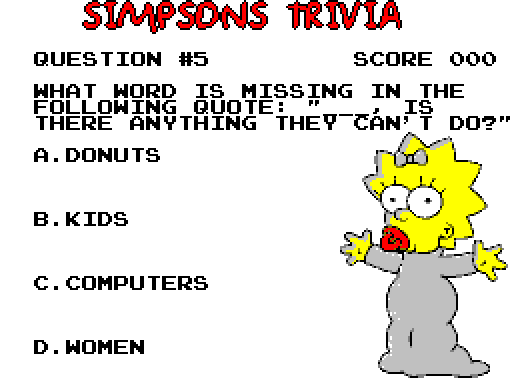 SIMPSONS TRIVIA
QUESTION #5 SCORE 000
WHAT WORD IS MISSING IN THE
FOLLOWING QUOTE: "___, IS
THERE ANYTHING THEY CAN'T DO?"
A.DONUTS
B.KIDS
C.COMPUTERS
D.WOMEN